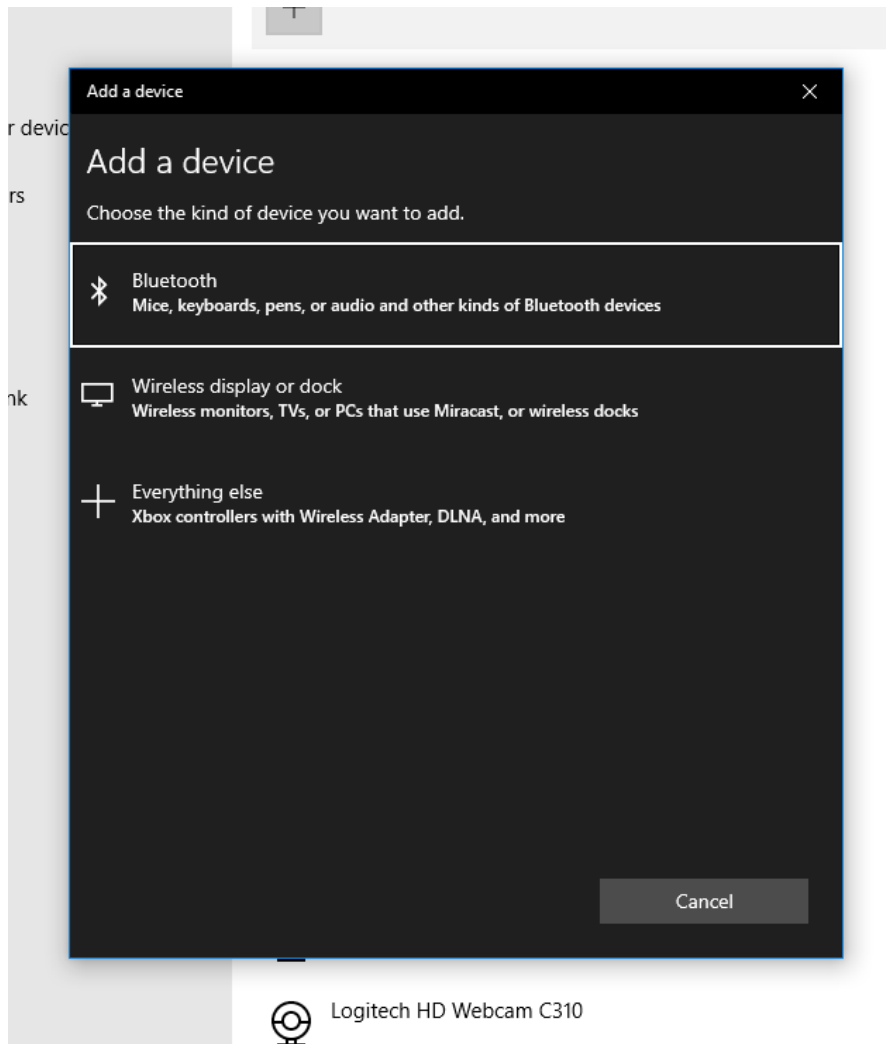 Add a device
r devic
Add a device
rs
Choose the kind of device you want to add.
Bluetooth
Mice, keyboards, pens, or audio and other kinds of Bluetooth devices
Wireless display or dock
nk
Wireless monitors, TVs, or PCs that use Miracast, or wireless docks
Everything else
Xbox controllers with Wireless Adapter, DLNA, and more
Cancel
Logitech HD Webcam C310